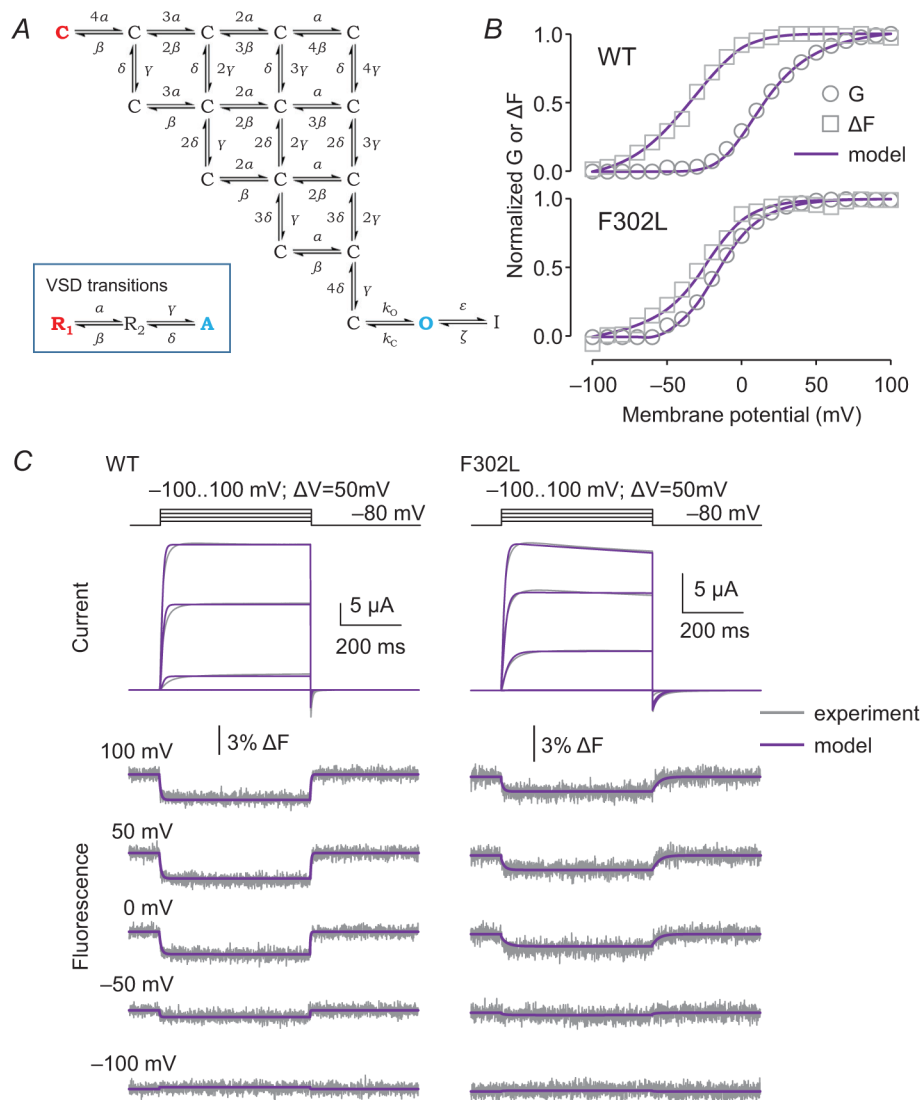 A
C 4α β C 3α 2β C 2α 3β C α 4β C
δ γ δ 2γ δ 3γ δ 4γ
C 3α β C 2α 2β C α 3β C
2δ γ 2δ 2γ 2δ 3γ
C 2α β C α 2β C
3δ γ 3δ 2γ
C α β C
4δ γ
C kO kC O ε ζ I
VSD transitions
R1 α β R2 γ δ A
B
Normalized G or ΔF
1.0
0.5
0.0
WT
G
ΔF
model
1.0
0.5
0.0
F302L
−100 −50 0 50 100
Membrane potential (mV)
C
WT
−100..100 mV; ΔV=50mV
−80 mV
Current
5 µA
200 ms
F302L
−100..100 mV; ΔV=50mV
−80 mV
5 µA
200 ms
experiment
model
Fluorescence
3% ΔF
3% ΔF
100 mV
50 mV
0 mV
−50 mV
−100 mV